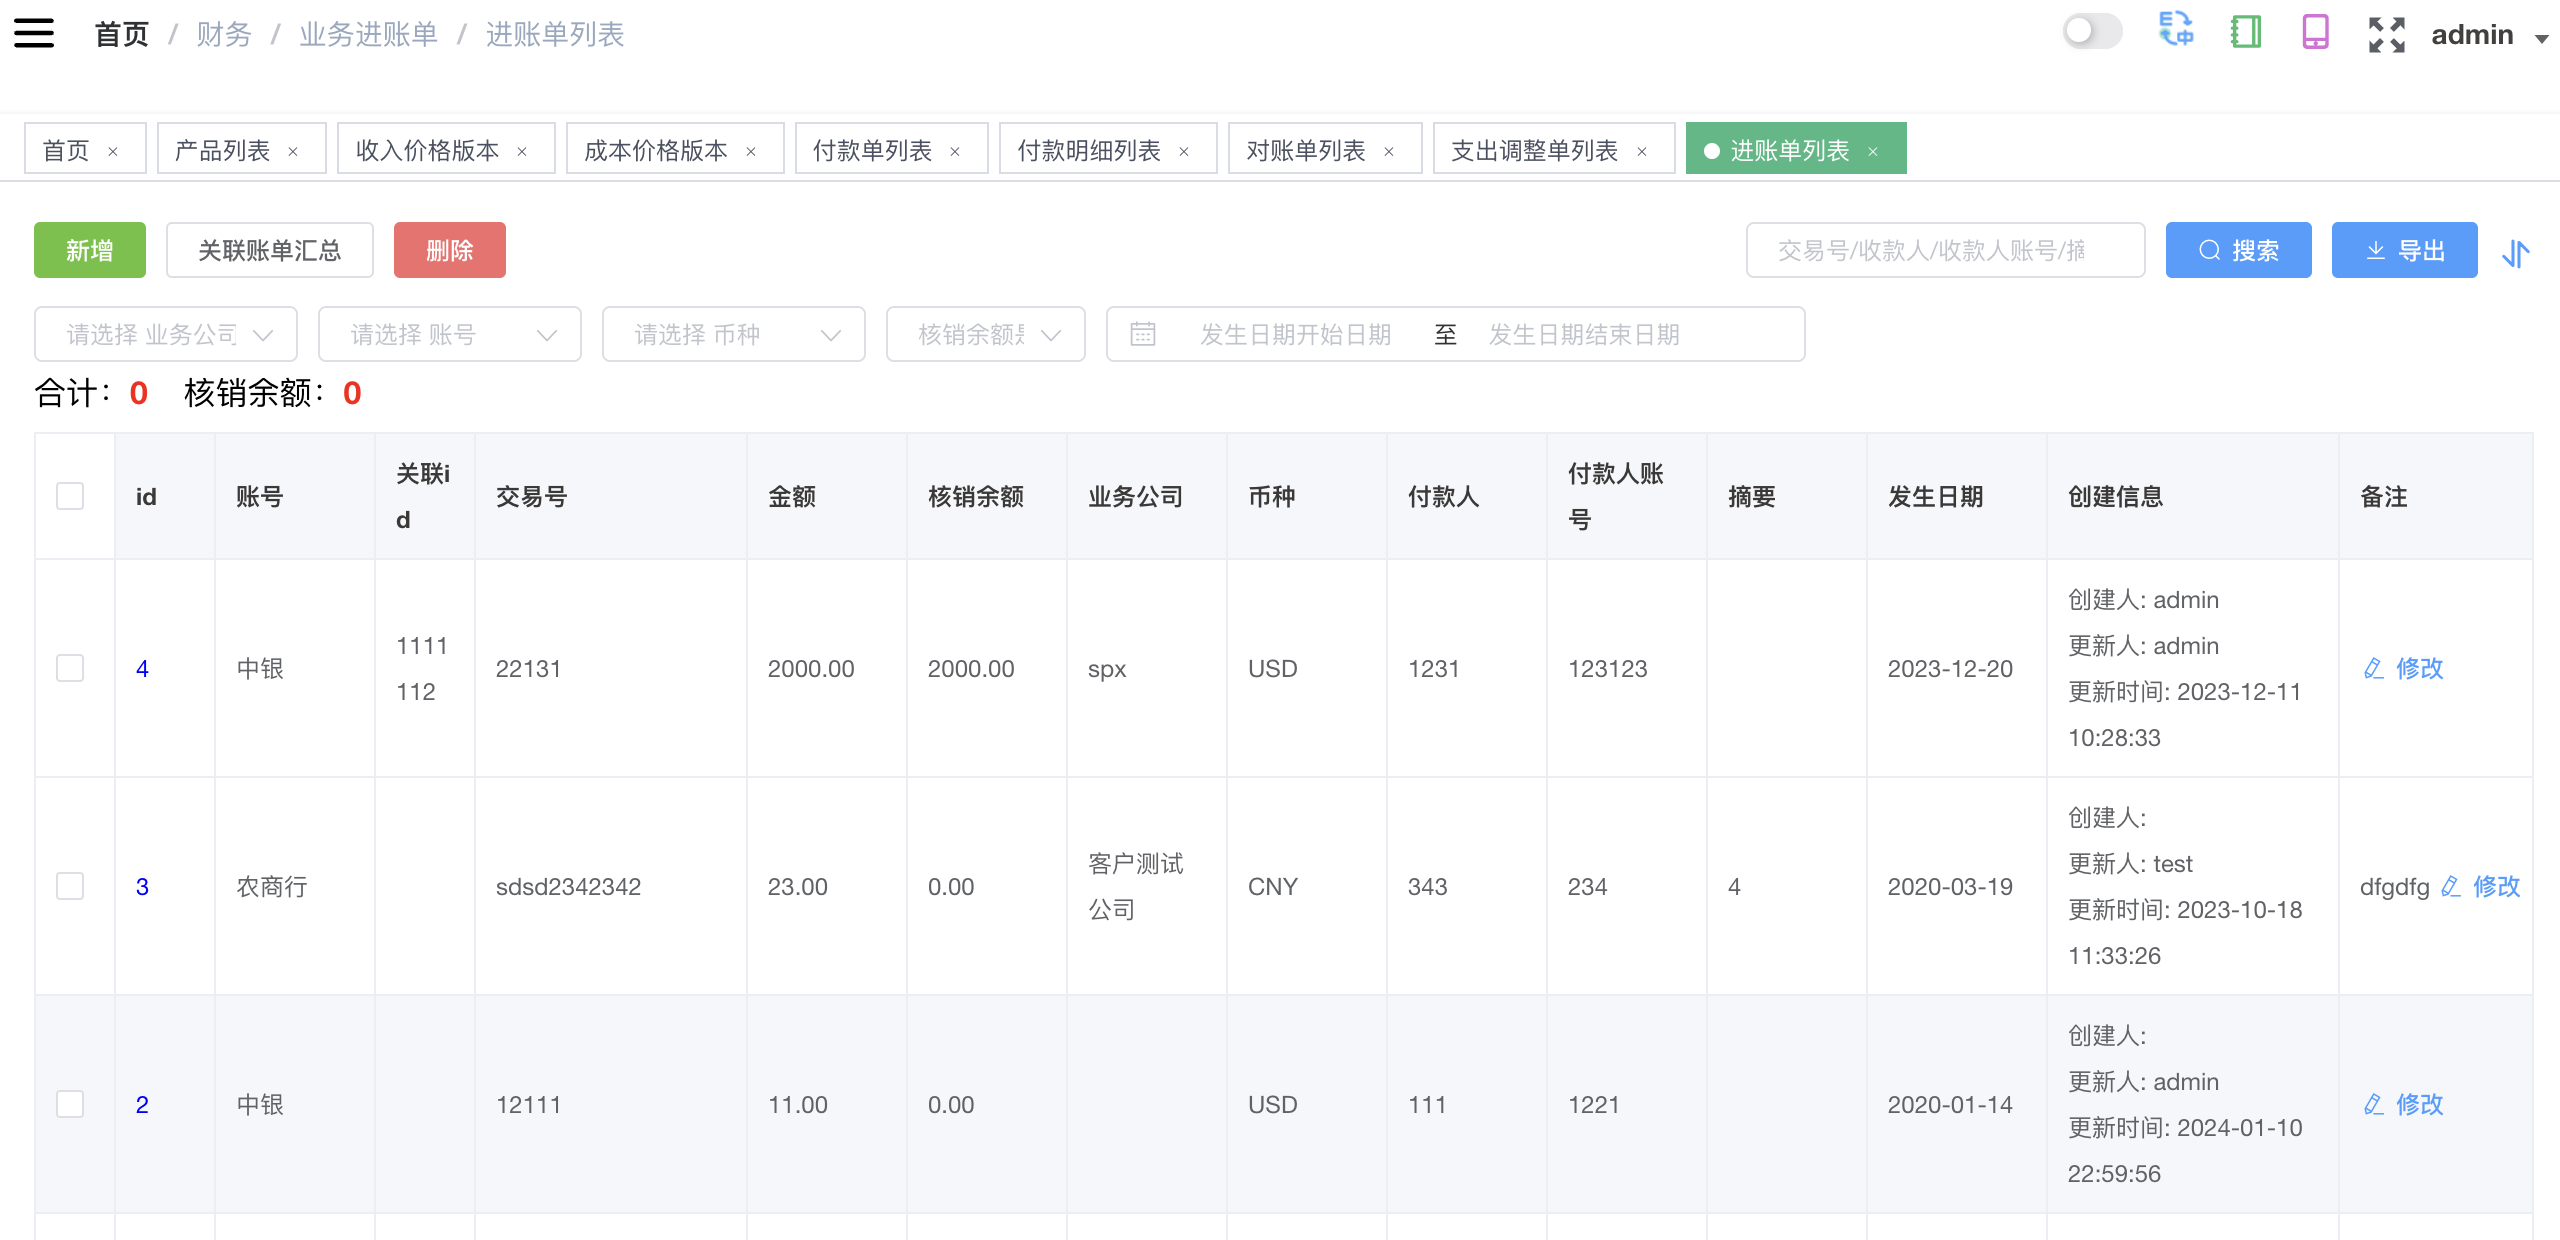 首页 / 财务 / 业务进账单 / 进账单列表
admin
首页 × 产品列表 × 收入价格版本 × 成本价格版本 × 付款单列表 × 付款明细列表 × 对账单列表 × 支出调整单列表 × 进账单列表 ×
新增 关联账单汇总 删除 交易号/收款人/收款人账号/摘 搜索 导出
请选择 业务公司 请选择 账号 请选择 币种 核销余额是 发生日期开始日期 至 发生日期结束日期
合计：0 核销余额：0
id 账号 关联i 交易号 金额 核销余额 业务公司 币种 付款人 付款人账 摘要 发生日期 创建信息 备注
d 号
4 中银 1111 22131 2000.00 2000.00 spx USD 1231 123123 2023-12-20 创建人: admin 修改
112 更新人: admin
更新时间: 2023-12-11
10:28:33
3 农商行 sdsd2342342 23.00 0.00 客户测试 CNY 343 234 4 2020-03-19 创建人: dfgdfg 修改
公司 更新人: test
更新时间: 2023-10-18
11:33:26
2 中银 12111 11.00 0.00 USD 111 1221 2020-01-14 创建人: 修改
更新人: admin
更新时间: 2024-01-10
22:59:56